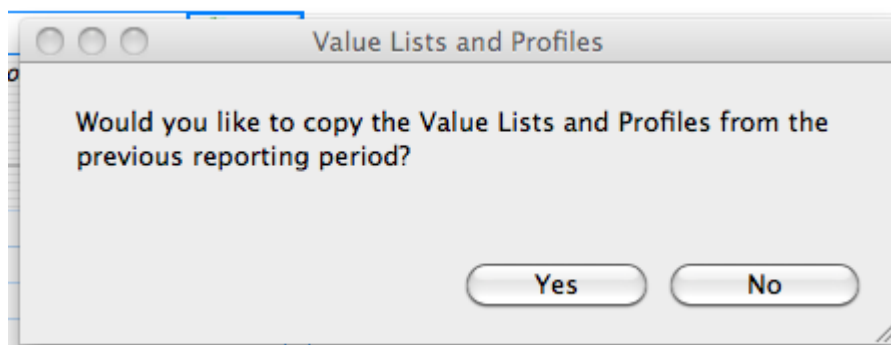 Value Lists and Profiles
Would you like to copy the Value Lists and Profiles from the
previous reporting period?
Yes
No